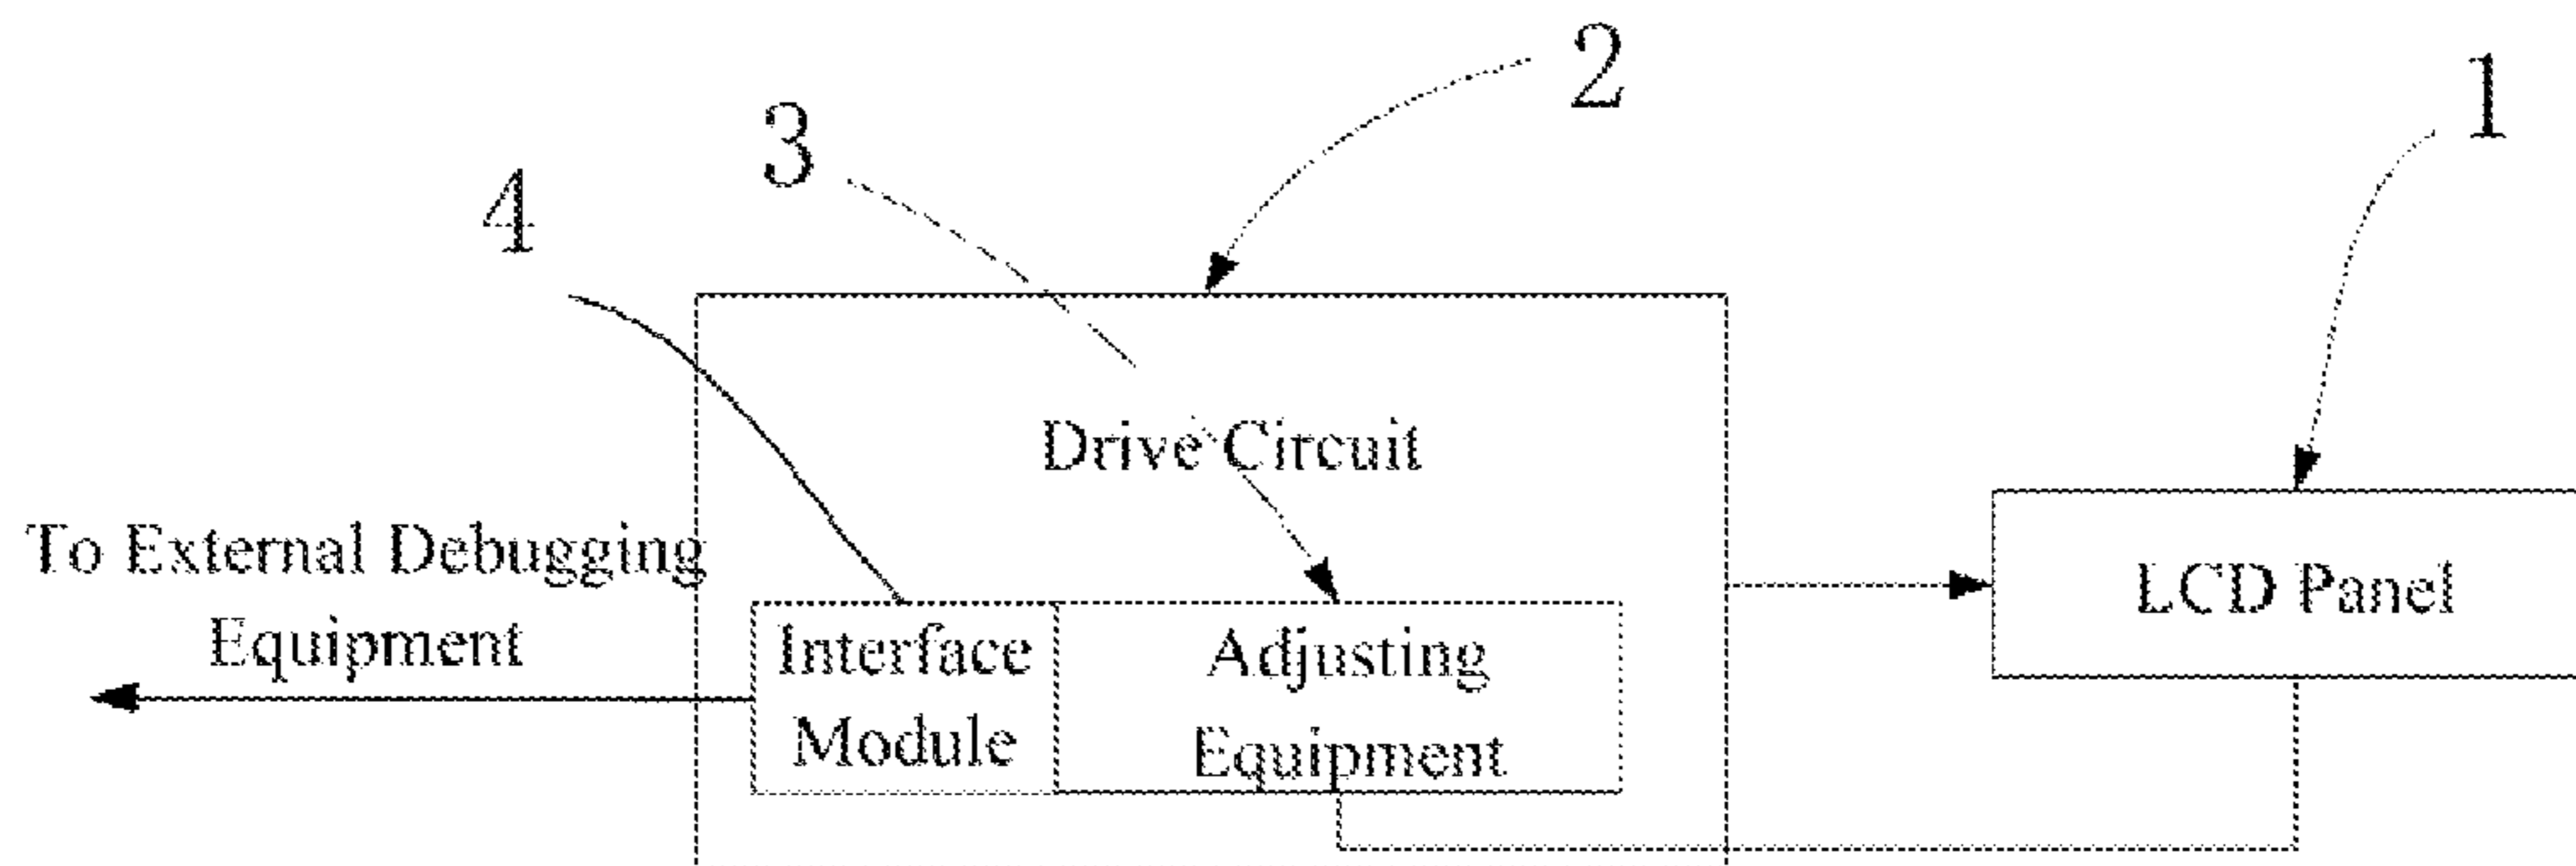 2
1
3
4
Drive Circuit
To External Debugging
Equipment
LCD Panel
Interface
Module
Adjusting
Equipment